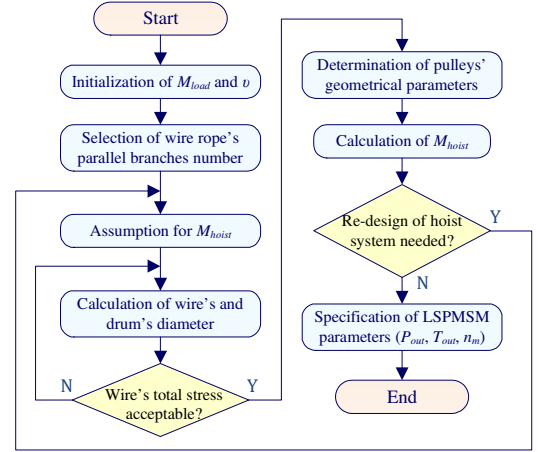 Start
Initialization of M_load and υ
Selection of wire rope's
parallel branches number
Assumption for M_hoist
Calculation of wire's and
drum's diameter
Wire's total stress
acceptable?
N
Y
Determination of pulleys'
geometrical parameters
Calculation of M_hoist
Re-design of hoist
system needed?
Y
N
Specification of LSPMSM
parameters (P_out, T_out, n_m)
End